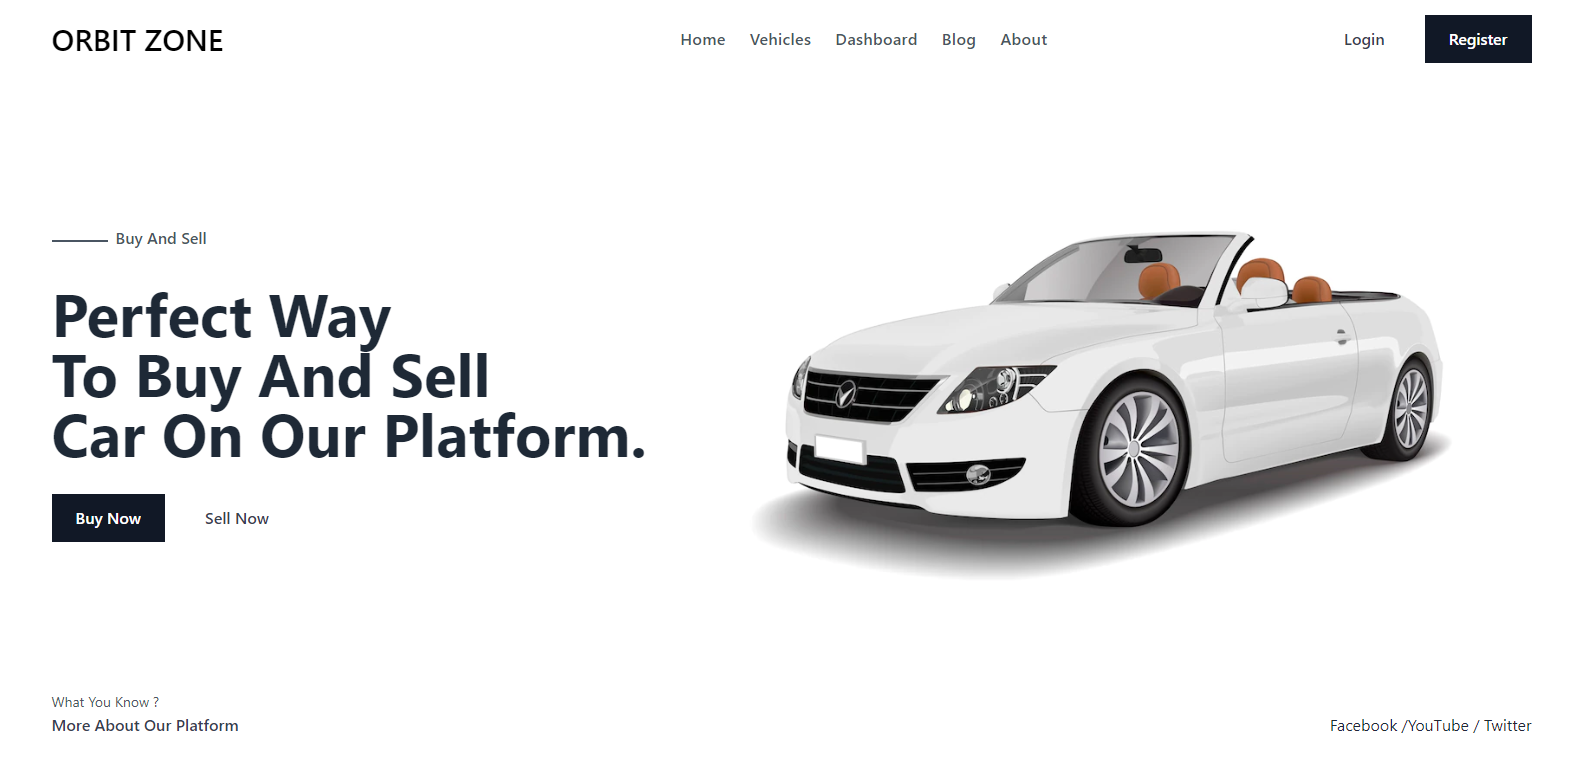 ORBIT ZONE
Home Vehicles Dashboard Blog About
Login Register
Buy And Sell
Perfect Way
To Buy And Sell
Car On Our Platform.
Buy Now Sell Now
What You Know ?
More About Our Platform
Facebook /YouTube / Twitter